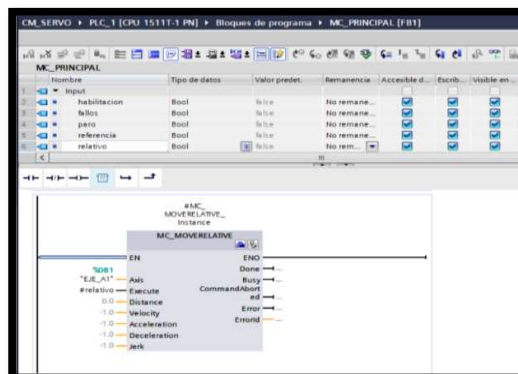 CM_SERVO ▸ PLC_1 [CPU 1511T-1 PN] ▸ Bloques de programa ▸ MC_PRINCIPAL [FB1]
MC_PRINCIPAL
Nombre Tipo de datos Valor predet. Remanencia Accesible d... Escrib... Visible en ...
1 Input
2 habilitacion Bool false No remane...
3 fallos Bool false No remane...
4 paro Bool false No remane...
5 referencia Bool false No remane...
6 relativo Bool false No rem...
#MC_
MOVERELATIVE_
Instance
MC_MOVERELATIVE
EN ENO
%DB1 Done ...
"EJE_A1" Axis Busy ...
#relativo Execute CommandAbort
0.0 Distance ed ...
-1.0 Velocity Error ...
-1.0 Acceleration ErrorId ...
-1.0 Deceleration
-1.0 Jerk